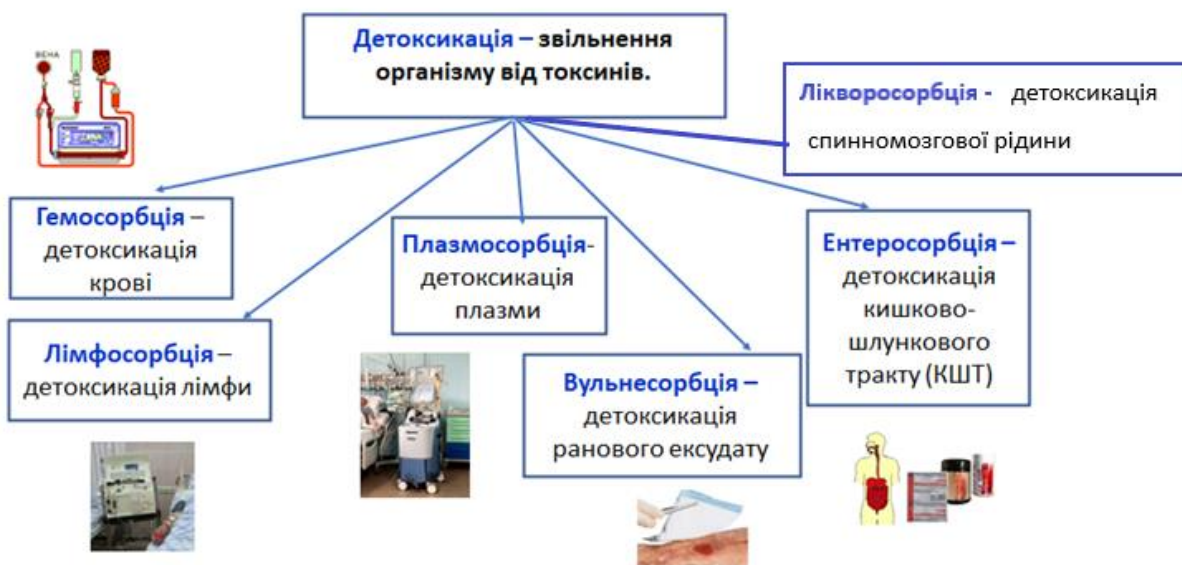 Детоксикація – звільнення
організму від токсинів.
ВЕНА
Лікворосорбція - детоксикація
спинномозгової рідини
Гемосорбція –
детоксикація
крові
Плазмосорбція-
детоксикація
плазми
Ентеросорбція –
детоксикація
кишково-
шлункового
тракту (КШТ)
Лімфосорбція –
детоксикація лімфи
Вульнесорбція –
детоксикація
ранового ексудату